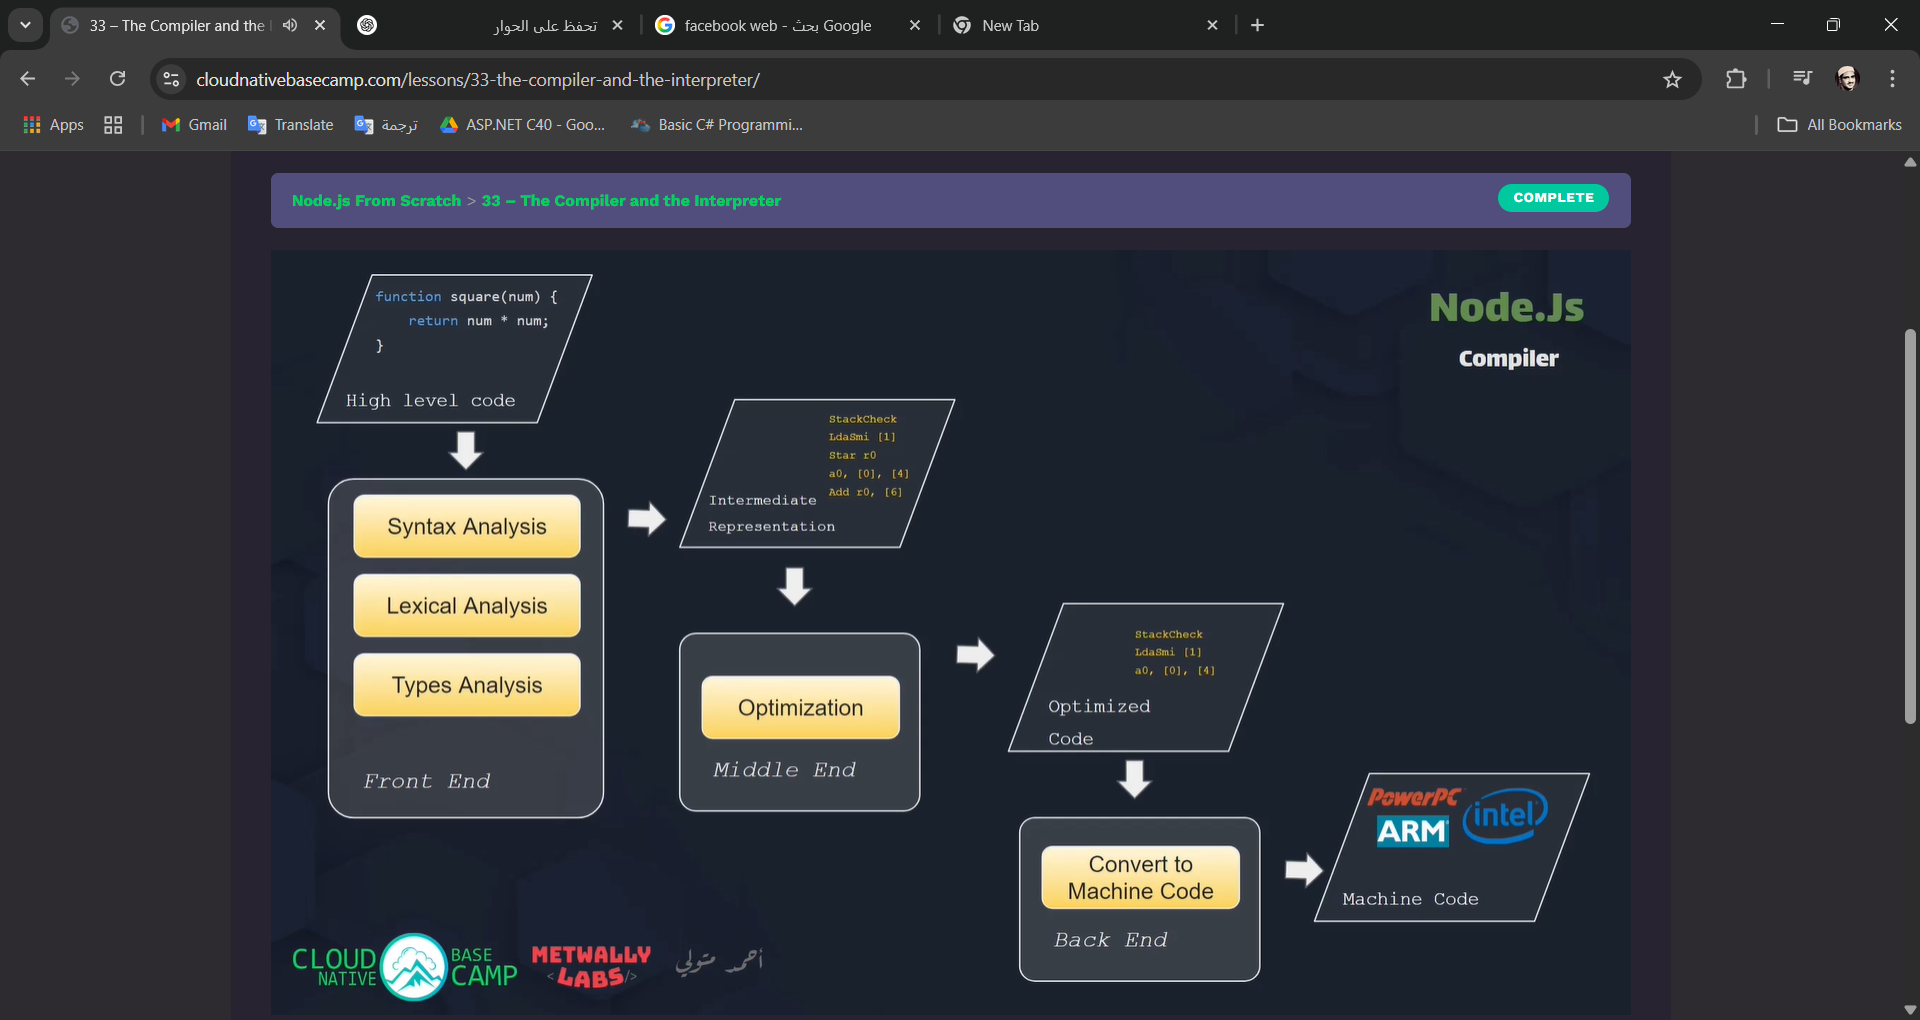 33 – The Compiler and the I
تحفظ على الحوار
facebook web - بحث Google
New Tab
cloudnativebasecamp.com/lessons/33-the-compiler-and-the-interpreter/
Apps
Gmail
Translate
ترجمة
ASP.NET C40 - Goo...
Basic C# Programmi...
All Bookmarks
Node.js From Scratch > 33 – The Compiler and the Interpreter
COMPLETE
function square(num) {
return num * num;
}
High level code
Node.Js
Compiler
StackCheck
LdaSmi [1]
Star r0
a0, [0], [4]
Add r0, [6]
Intermediate
Representation
Syntax Analysis
Lexical Analysis
Types Analysis
Front End
Optimization
Middle End
StackCheck
LdaSmi [1]
a0, [0], [4]
Optimized
Code
Convert to
Machine Code
Back End
PowerPC
ARM
intel
Machine Code
CLOUD NATIVE BASE CAMP
METWALLY
<LABS/>
أحمد متولي